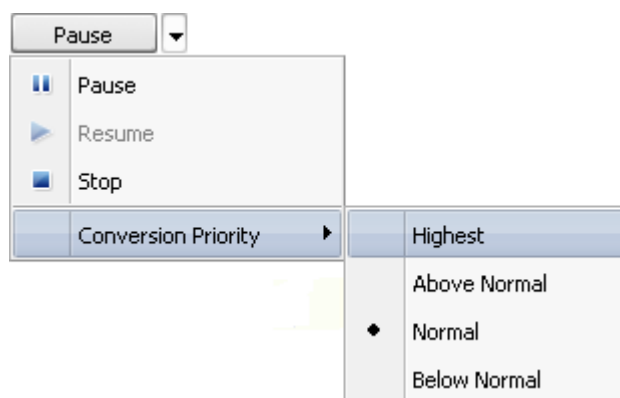 Pause
Pause
Resume
Stop
Conversion Priority
Highest
Above Normal
Normal
Below Normal